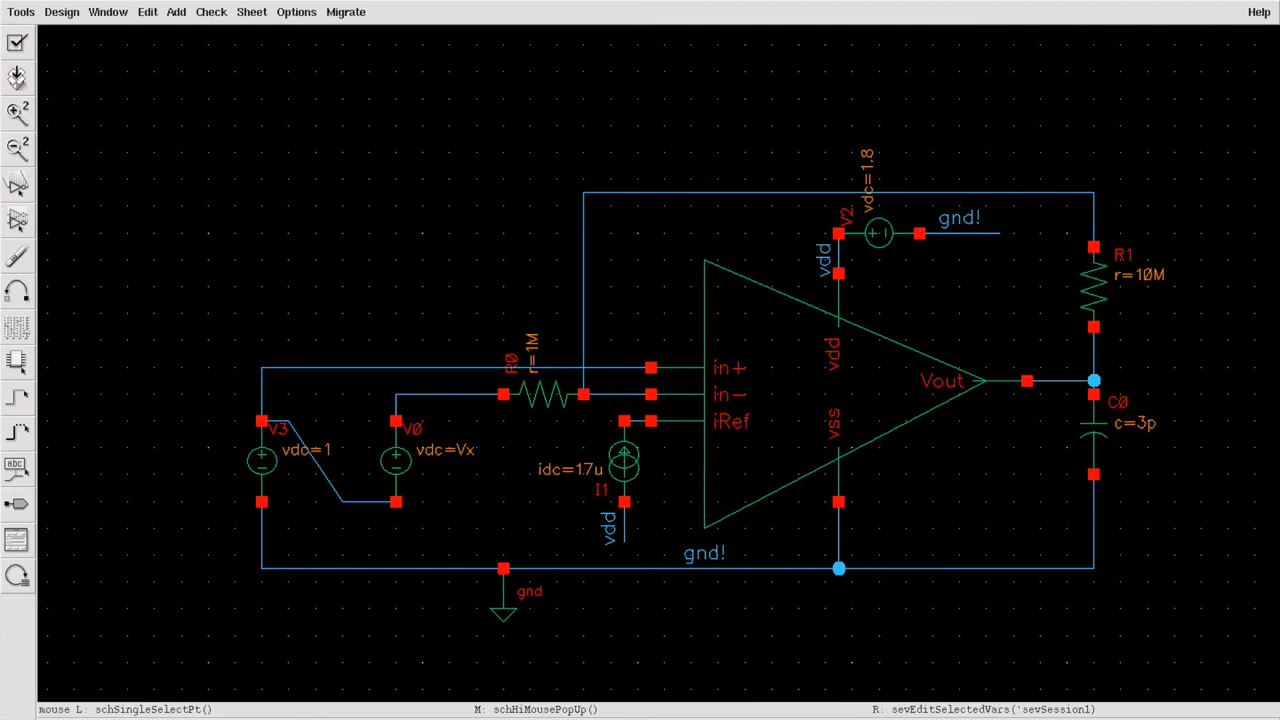 Tools Design Window Edit Add Check Sheet Options Migrate Help
vdc=1.8
V2
gnd!
vdd
R1
r=10M
R0
r=1M
in+
in-
iRef
vdd
vss
Vout
C0
c=3p
V3
vdc=1
V0
vdc=Vx
idc=17u
I1
vdd
gnd!
gnd
abc
mouse L: schSingleSelectPt() M: schHiMousePopUp() R: sevEditSelectedVars('sevSession1)